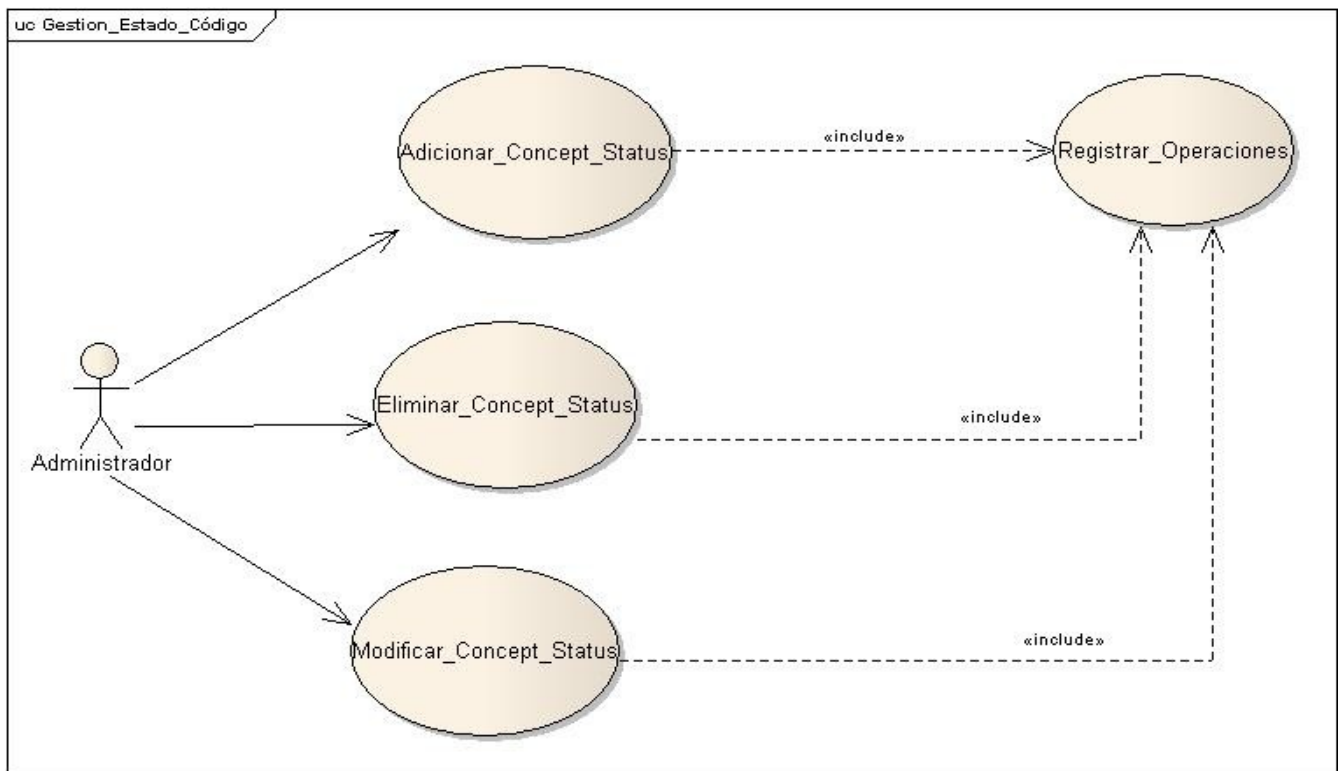 uc Gestion_Estado_Código
Adicionar_Concept_Status
«include»
Registrar_Operaciones
Eliminar_Concept_Status
«include»
Administrador
Modificar_Concept_Status
«include»